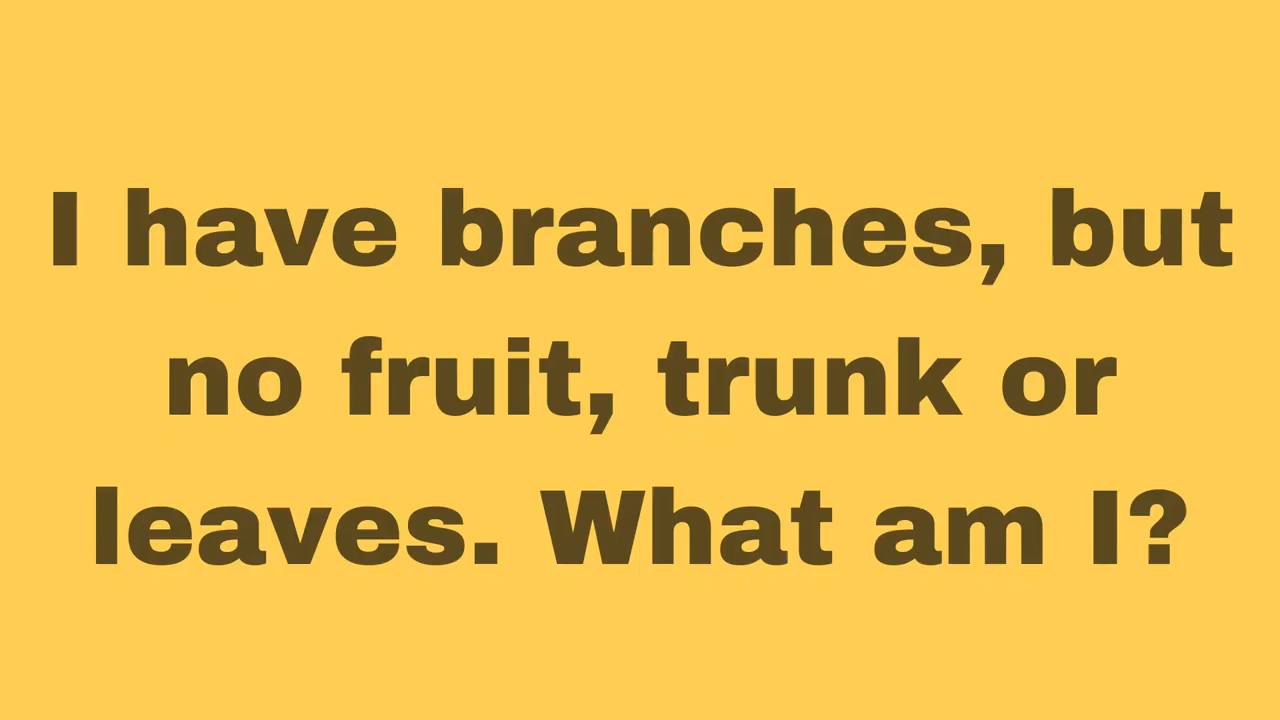 I have branches, but
no fruit, trunk or
leaves. What am I?